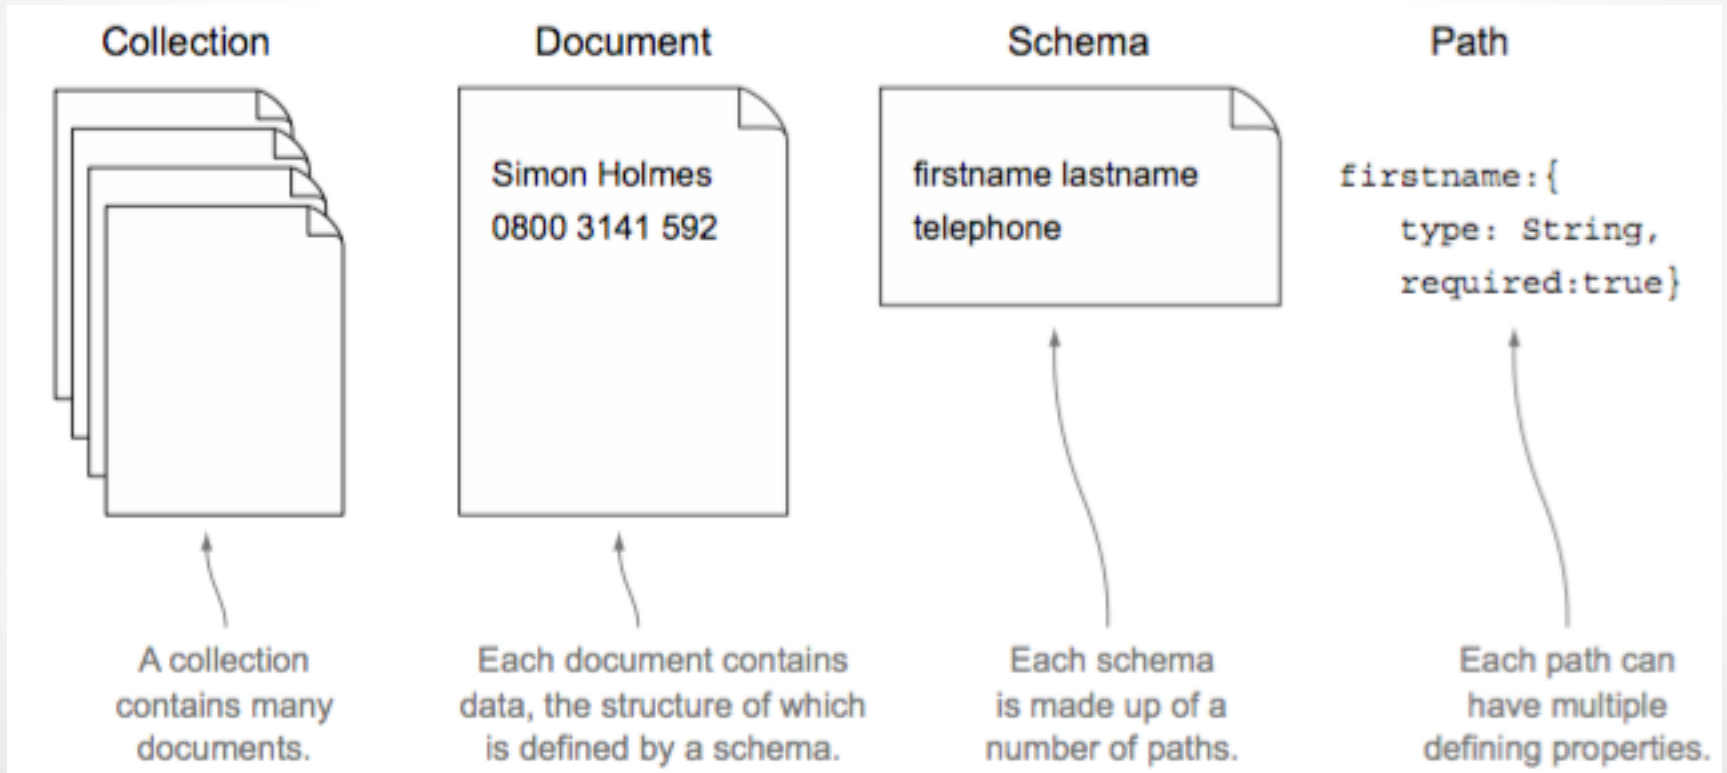 Collection
Document
Schema
Path
Simon Holmes
0800 3141 592
firstname lastname
telephone
firstname:{
type: String,
required:true}
A collection
contains many
documents.
Each document contains
data, the structure of which
is defined by a schema.
Each schema
is made up of a
number of paths.
Each path can
have multiple
defining properties.